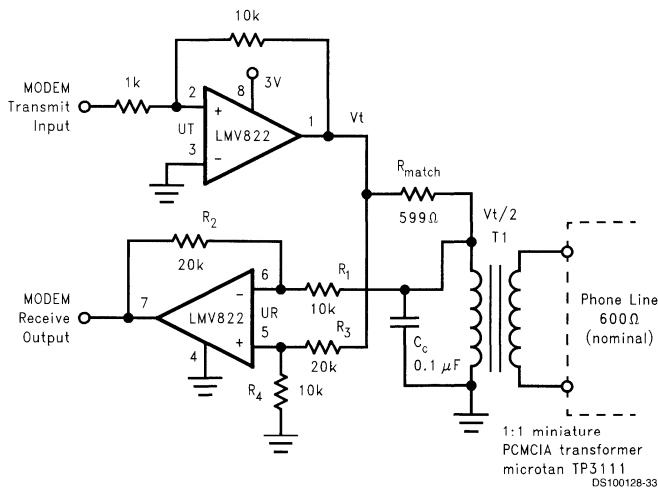 10k
3V
MODEM
Transmit
Input
1k
2
8
+
UT
LMV822
1
Vt
3
−
Rmatch
599Ω
Vt/2
T1
R2
20k
6
R1
10k
MODEM
Receive
Output
7
−
LMV822
UR
5
+
R3
20k
4
R4
10k
Cc
0.1 μF
Phone Line
600Ω
(nominal)
1:1 miniature
PCMCIA transformer
microtan TP3111
DS100128-33